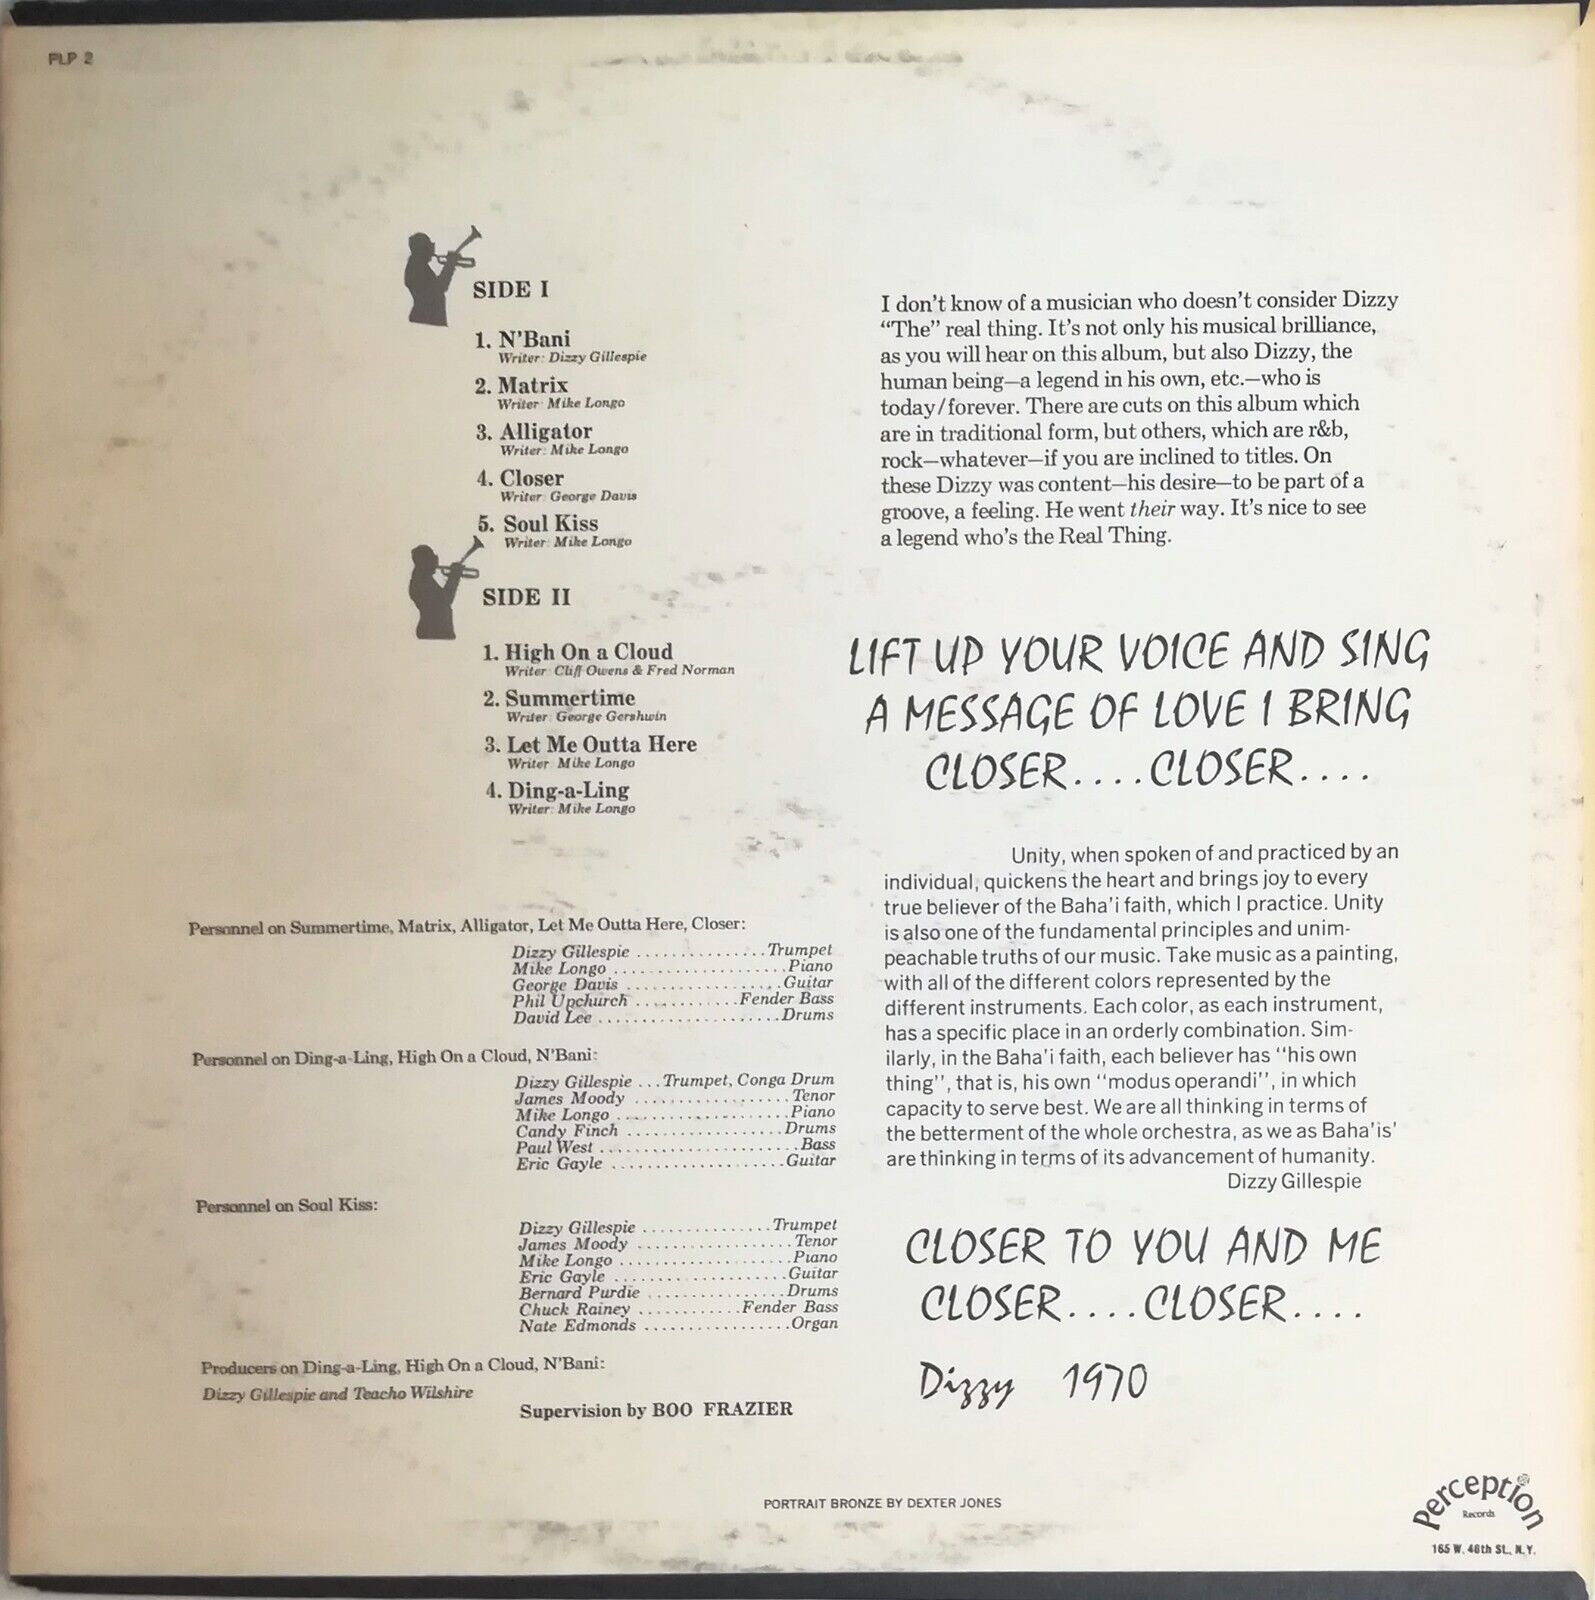 PLP 2
SIDE I
1. N'Bani
Writer: Dizzy Gillespie
2. Matrix
Writer: Mike Longo
3. Alligator
Writer: Mike Longo
4. Closer
Writer: George Davis
5. Soul Kiss
Writer: Mike Longo
SIDE II
1. High On a Cloud
Writer: Cliff Owens & Fred Norman
2. Summertime
Writer: George Gershwin
3. Let Me Outta Here
Writer: Mike Longo
4. Ding-a-Ling
Writer: Mike Longo
Personnel on Summertime, Matrix, Alligator, Let Me Outta Here, Closer:
Dizzy Gillespie ............... Trumpet
Mike Longo .................... Piano
George Davis .................. Guitar
Phil Upchurch ............ Fender Bass
David Lee ..................... Drums
Personnel on Ding-a-Ling, High On a Cloud, N'Bani:
Dizzy Gillespie ... Trumpet, Conga Drum
James Moody .................. Tenor
Mike Longo .................... Piano
Candy Finch .................. Drums
Paul West ....................... Bass
Eric Gayle .................... Guitar
Personnel on Soul Kiss:
Dizzy Gillespie ............... Trumpet
James Moody .................. Tenor
Mike Longo .................... Piano
Eric Gayle .................... Guitar
Bernard Purdie ................ Drums
Chuck Rainey ............ Fender Bass
Nate Edmonds ................. Organ
Producers on Ding-a-Ling, High On a Cloud, N'Bani:
Dizzy Gillespie and Teacho Wilshire
Supervision by BOO FRAZIER
I don't know of a musician who doesn't consider Dizzy
“The” real thing. It's not only his musical brilliance,
as you will hear on this album, but also Dizzy, the
human being—a legend in his own, etc.—who is
today/forever. There are cuts on this album which
are in traditional form, but others, which are r&b,
rock—whatever—if you are inclined to titles. On
these Dizzy was content—his desire—to be part of a
groove, a feeling. He went their way. It's nice to see
a legend who's the Real Thing.
LIFT UP YOUR VOICE AND SING
A MESSAGE OF LOVE I BRING
CLOSER....CLOSER....
Unity, when spoken of and practiced by an
individual, quickens the heart and brings joy to every
true believer of the Baha'i faith, which I practice. Unity
is also one of the fundamental principles and unim-
peachable truths of our music. Take music as a painting,
with all of the different colors represented by the
different instruments. Each color, as each instrument,
has a specific place in an orderly combination. Sim-
ilarly, in the Baha'i faith, each believer has "his own
thing", that is, his own "modus operandi", in which
capacity to serve best. We are all thinking in terms of
the betterment of the whole orchestra, as we as Baha'is'
are thinking in terms of its advancement of humanity.
Dizzy Gillespie
CLOSER TO YOU AND ME
CLOSER....CLOSER....
Dizzy 1970
PORTRAIT BRONZE BY DEXTER JONES
Perception
Records
165 W. 46th St., N.Y.